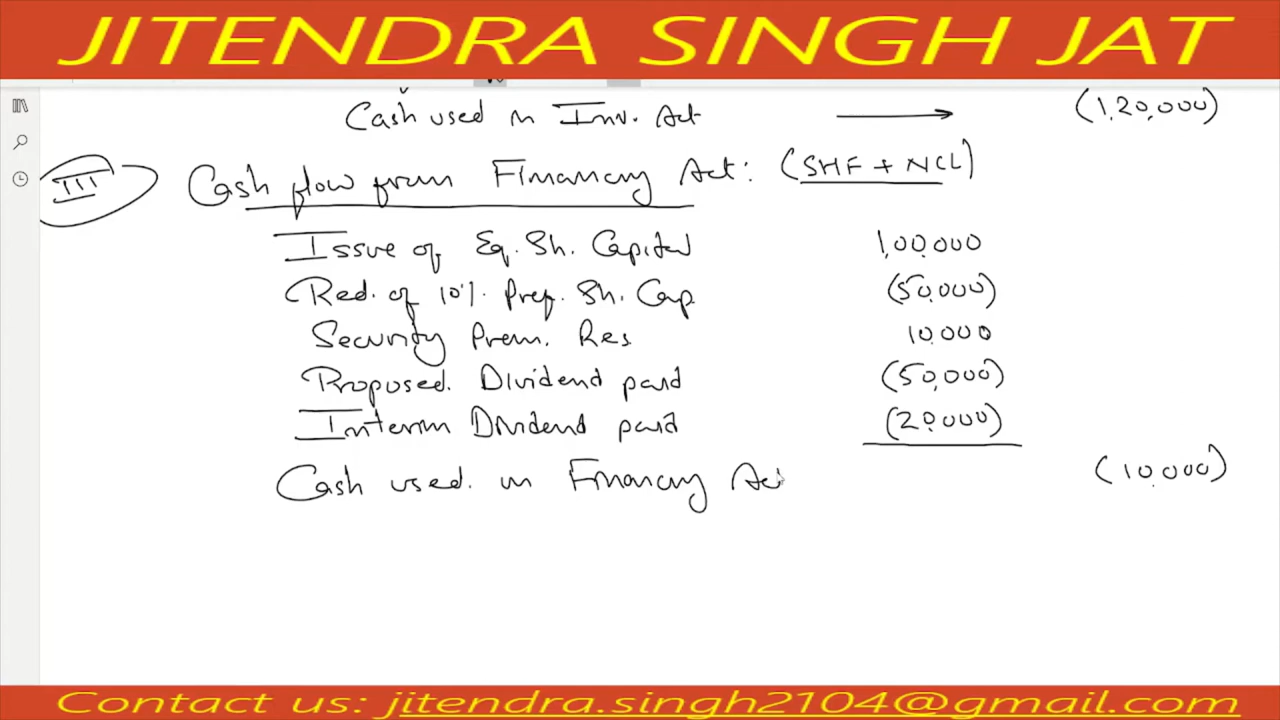 JITENDRA SINGH JAT
Cash used in Inv. Act → (1,20,000)
III Cash flow from Financing Act: (SHF + NCL)
Issue of Eq. Sh. Capital 1,00,000
Red. of 10%. Pref. Sh. Cap (50,000)
Security Prem. Res 10,000
Proposed. Dividend paid (50,000)
Interim Dividend paid (20,000)
Cash used. in Financing Act (10,000)
Contact us: jitendra.singh2104@gmail.com